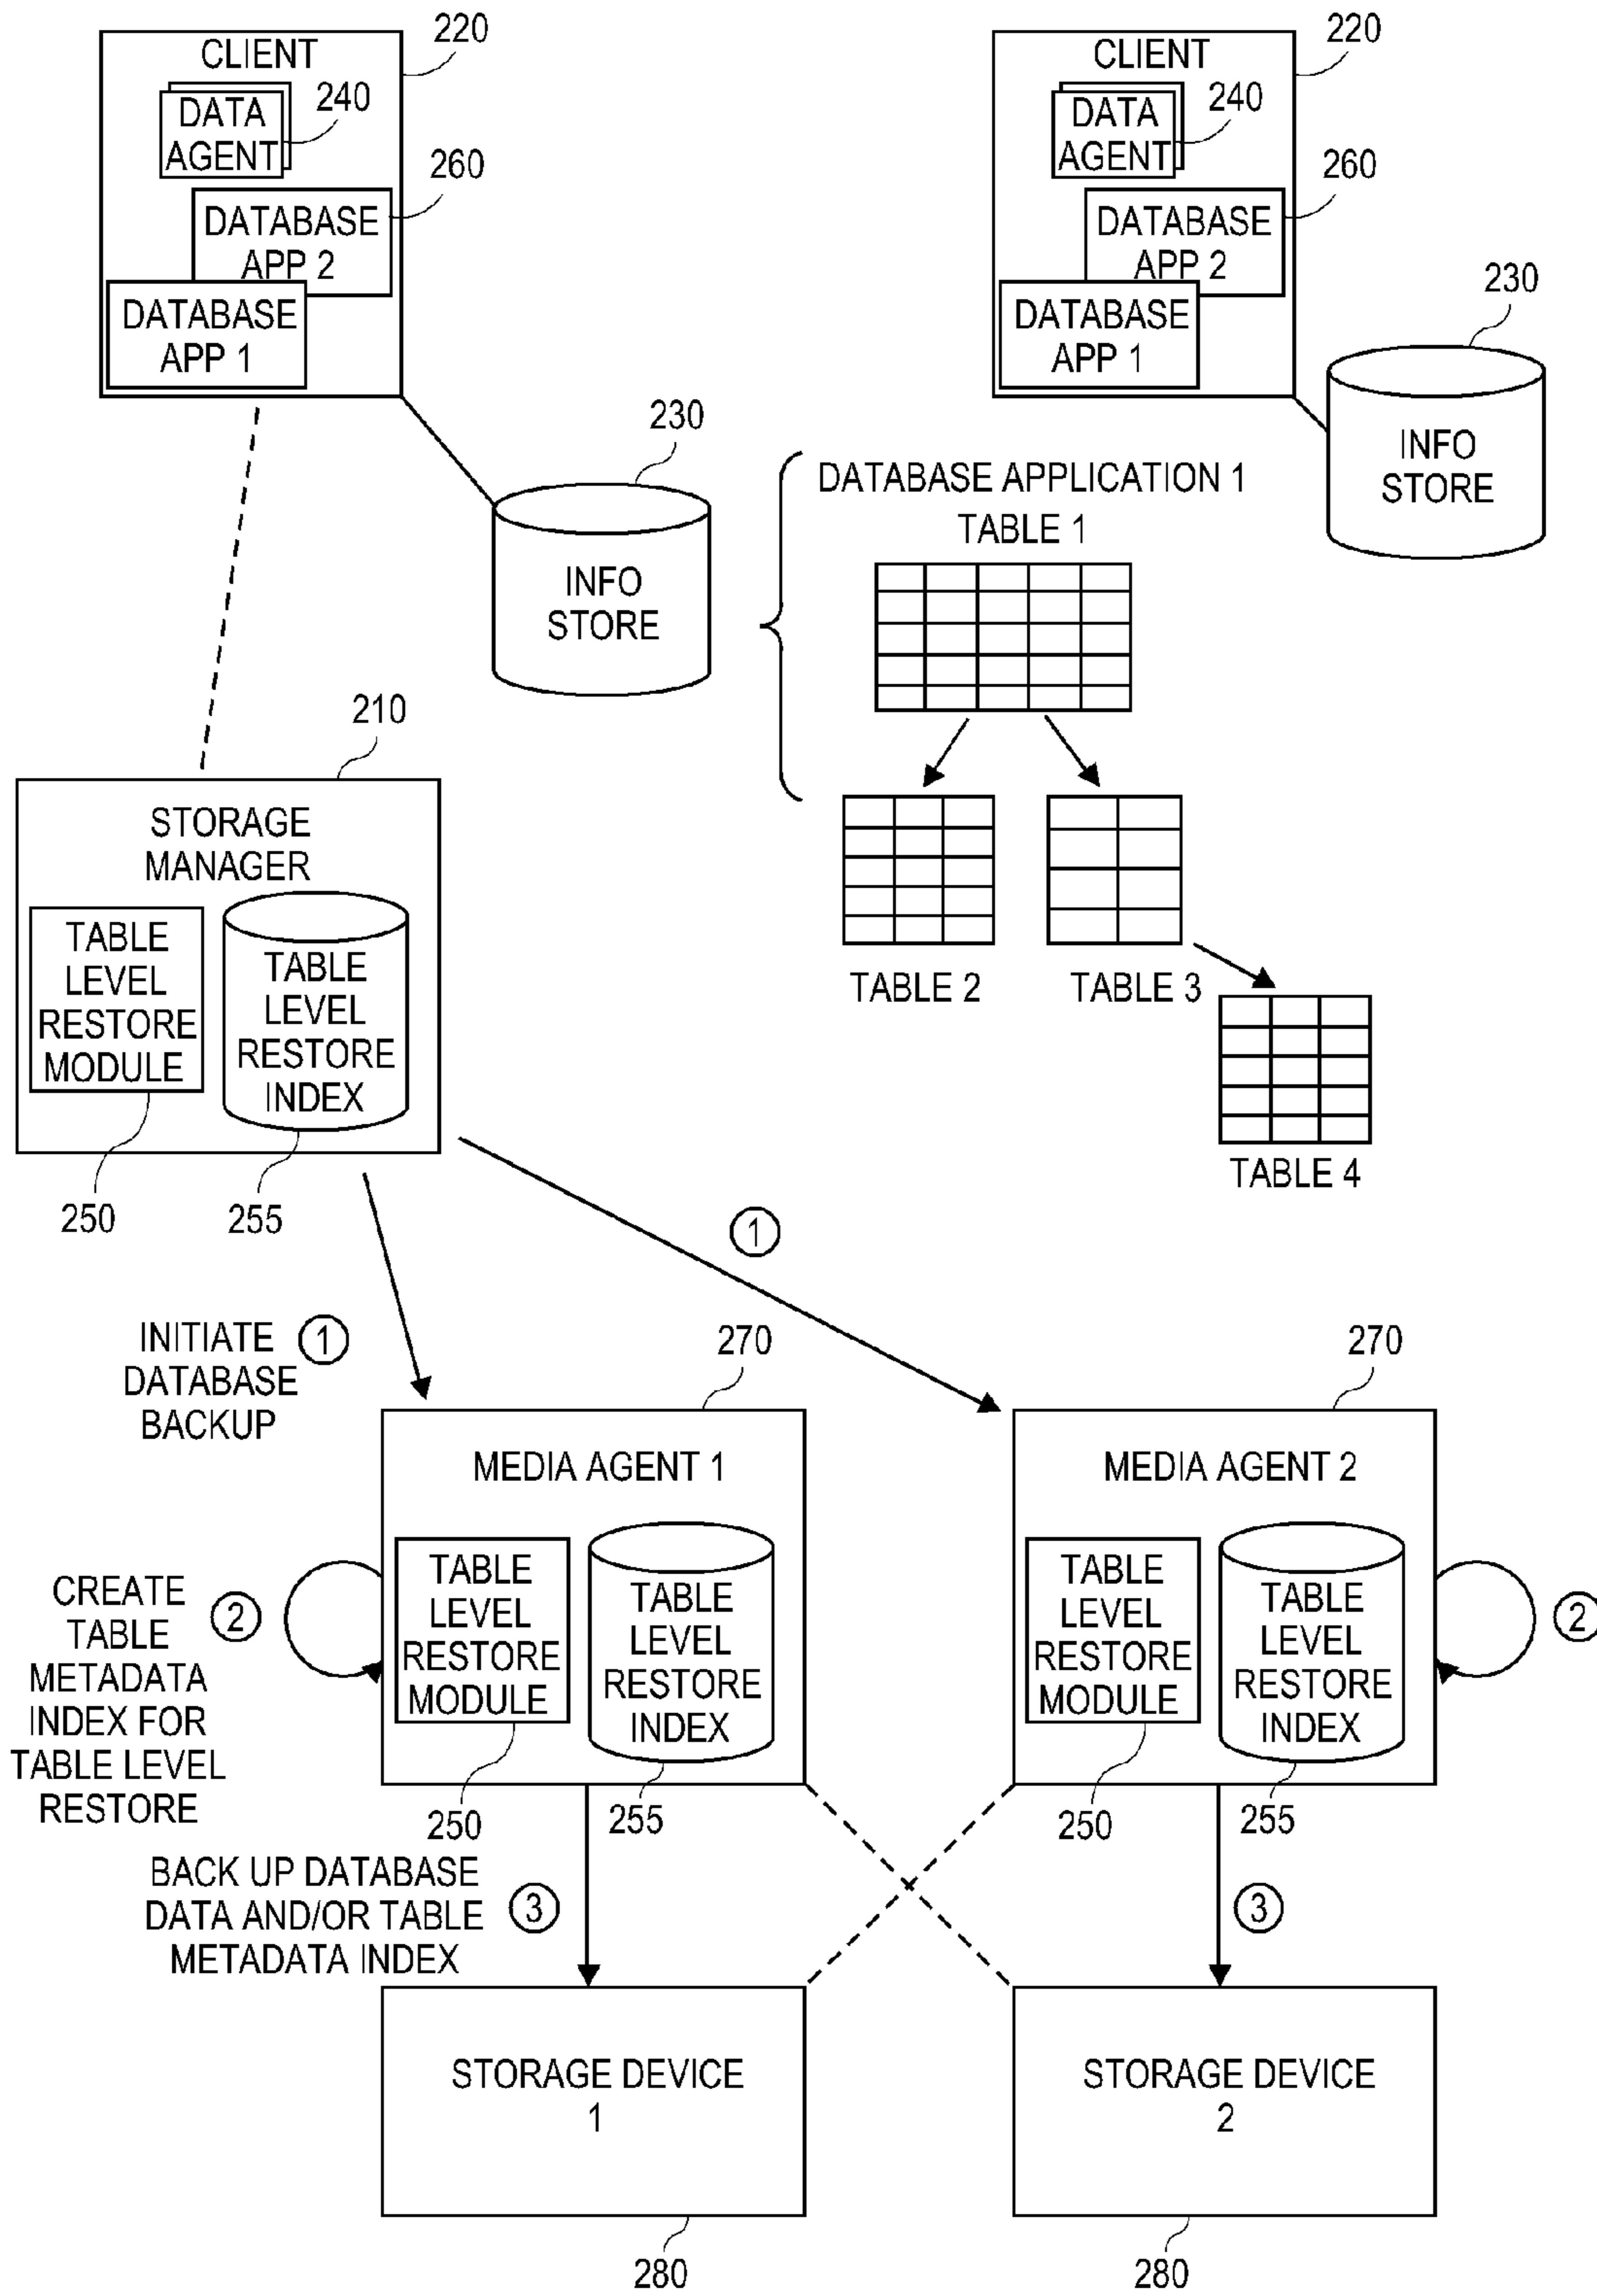 CLIENT
220
DATA
AGENT
240
260
DATABASE
APP 2
DATABASE
APP 1
CLIENT
220
DATA
AGENT
240
260
DATABASE
APP 2
DATABASE
APP 1
230
INFO
STORE
230
INFO
STORE
DATABASE APPLICATION 1
TABLE 1
TABLE 2
TABLE 3
TABLE 4
210
STORAGE
MANAGER
TABLE
LEVEL
RESTORE
MODULE
TABLE
LEVEL
RESTORE
INDEX
250
255
1
INITIATE
DATABASE
BACKUP
1
270
MEDIA AGENT 1
TABLE
LEVEL
RESTORE
MODULE
TABLE
LEVEL
RESTORE
INDEX
250
255
270
MEDIA AGENT 2
TABLE
LEVEL
RESTORE
MODULE
TABLE
LEVEL
RESTORE
INDEX
250
255
CREATE
TABLE
METADATA
INDEX FOR
TABLE LEVEL
RESTORE
2
2
BACK UP DATABASE
DATA AND/OR TABLE
METADATA INDEX
3
3
STORAGE DEVICE
1
280
STORAGE DEVICE
2
280